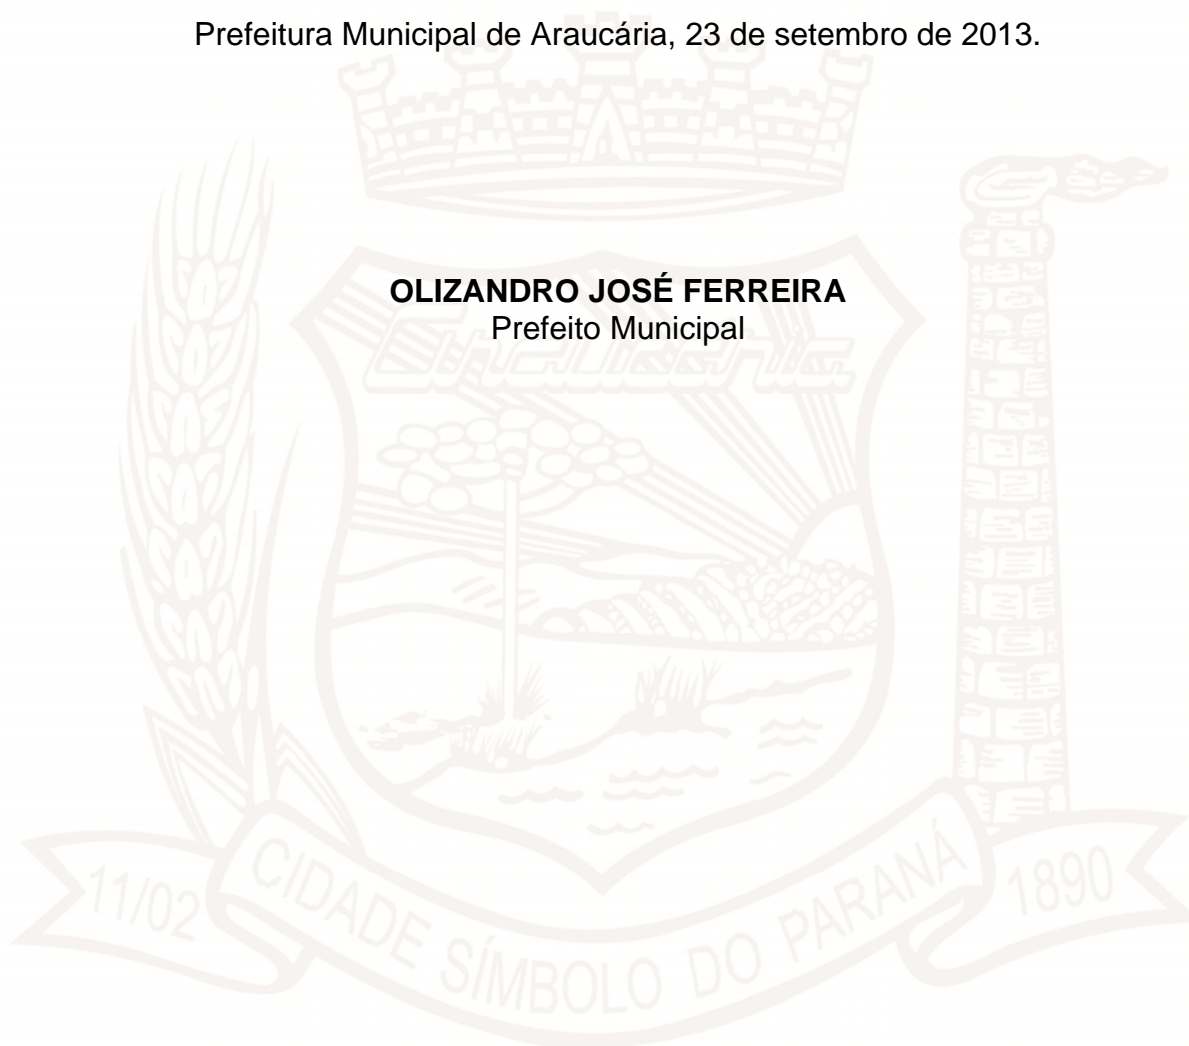 Prefeitura Municipal de Araucária, 23 de setembro de 2013.
OLIZANDRO JOSÉ FERREIRA
Prefeito Municipal
Araucária
11/02
CIDADE SÍMBOLO DO PARANÁ
1890